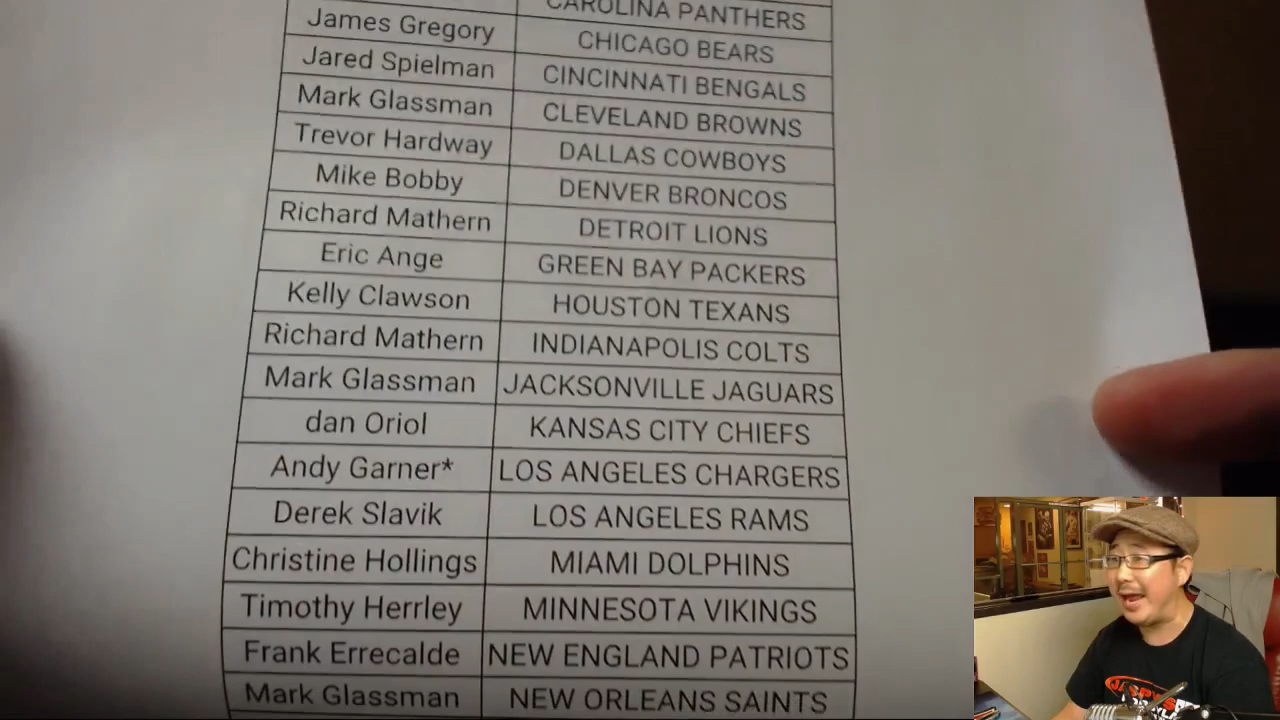 CAROLINA PANTHERS
James Gregory CHICAGO BEARS
Jared Spielman CINCINNATI BENGALS
Mark Glassman CLEVELAND BROWNS
Trevor Hardway DALLAS COWBOYS
Mike Bobby DENVER BRONCOS
Richard Mathern DETROIT LIONS
Eric Ange GREEN BAY PACKERS
Kelly Clawson HOUSTON TEXANS
Richard Mathern INDIANAPOLIS COLTS
Mark Glassman JACKSONVILLE JAGUARS
dan Oriol KANSAS CITY CHIEFS
Andy Garner* LOS ANGELES CHARGERS
Derek Slavik LOS ANGELES RAMS
Christine Hollings MIAMI DOLPHINS
Timothy Herrley MINNESOTA VIKINGS
Frank Errecalde NEW ENGLAND PATRIOTS
Mark Glassman NEW ORLEANS SAINTS